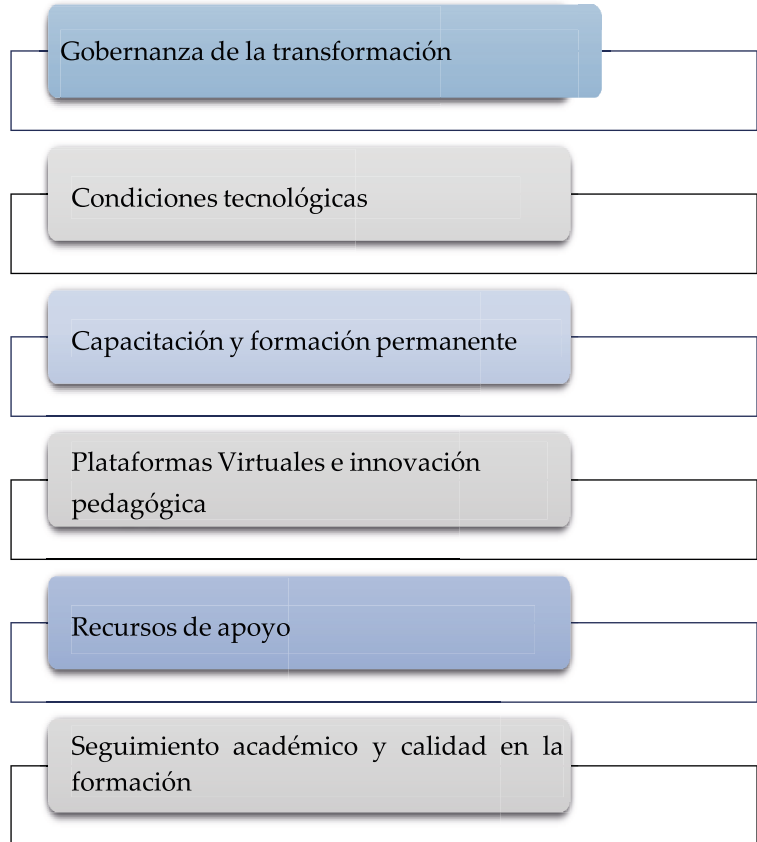 Gobernanza de la transformación
Condiciones tecnológicas
Capacitación y formación permanente
Plataformas Virtuales e innovación
pedagógica
Recursos de apoyo
Seguimiento académico y calidad en la
formación